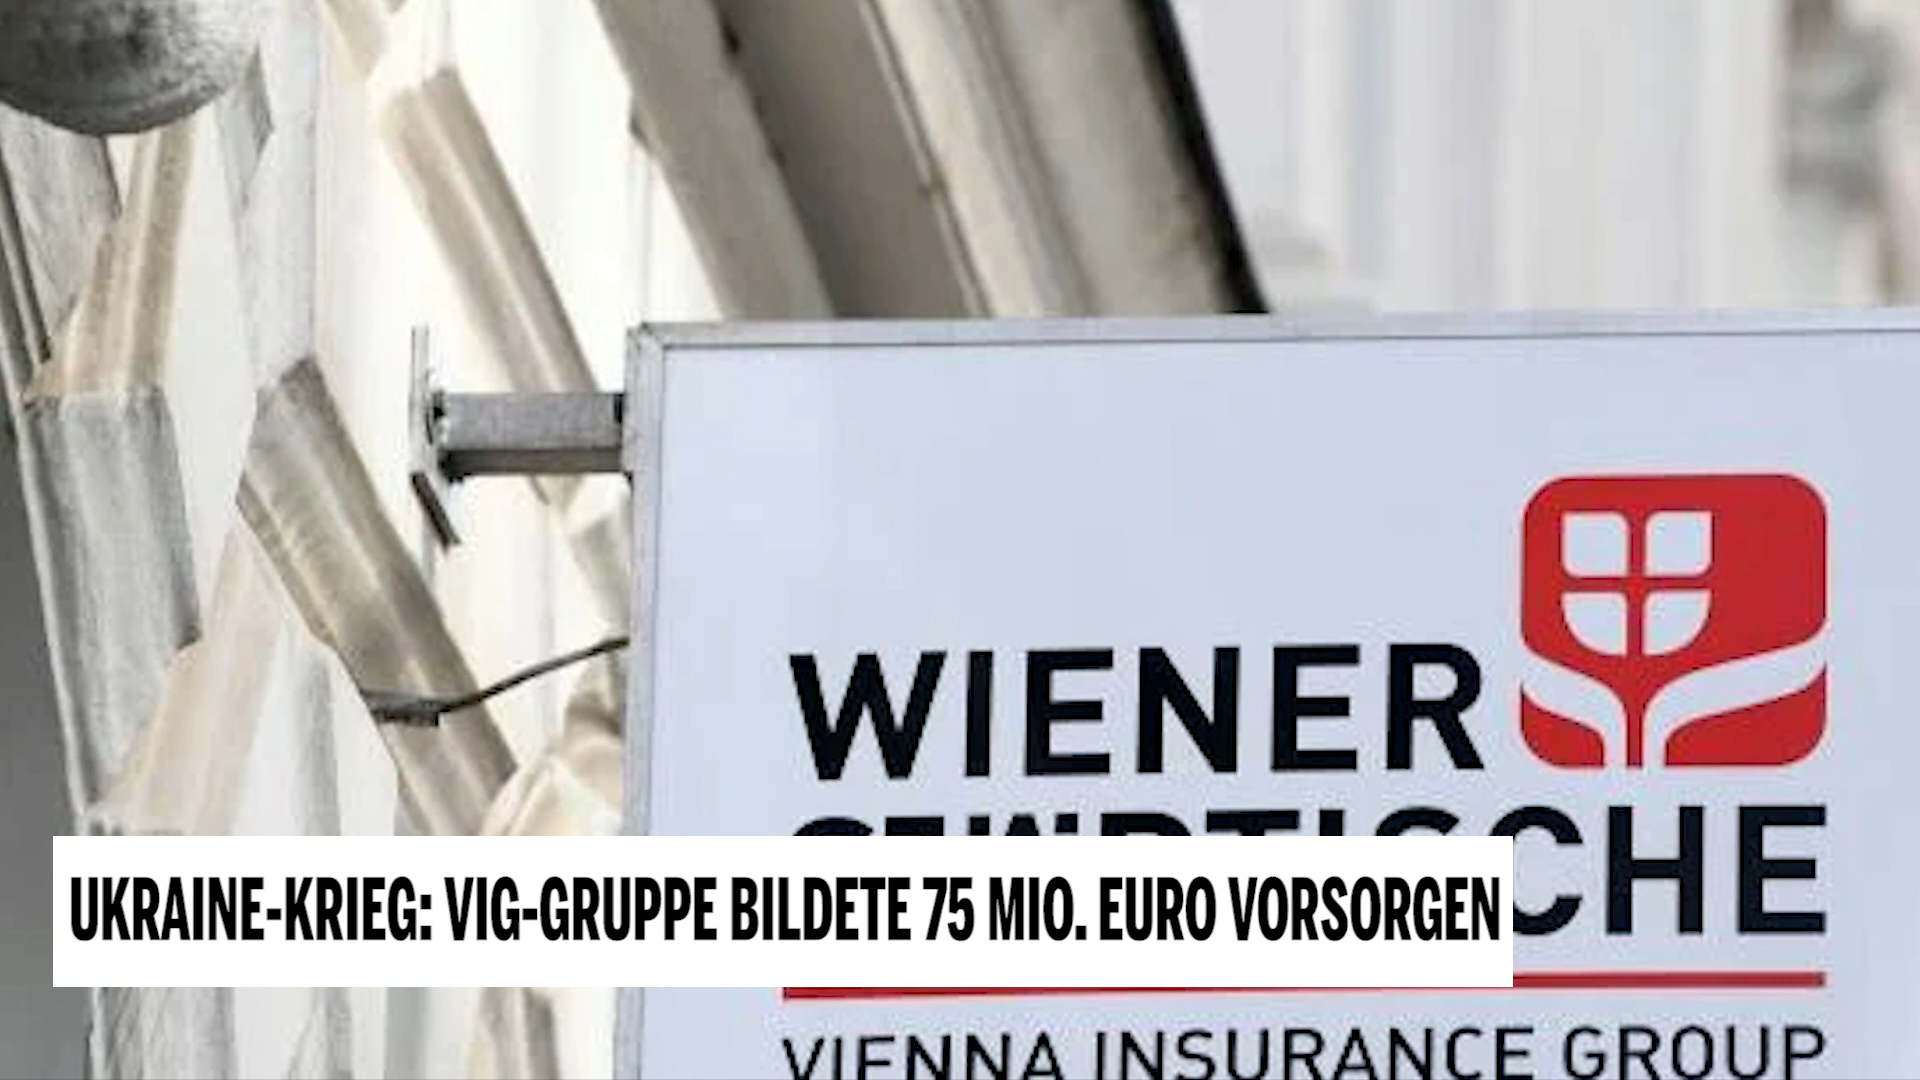 WIENER
UKRAINE-KRIEG: VIG-GRUPPE BILDETE 75 MIO. EURO VORSORGEN
VIENNA INSURANCE GROUP